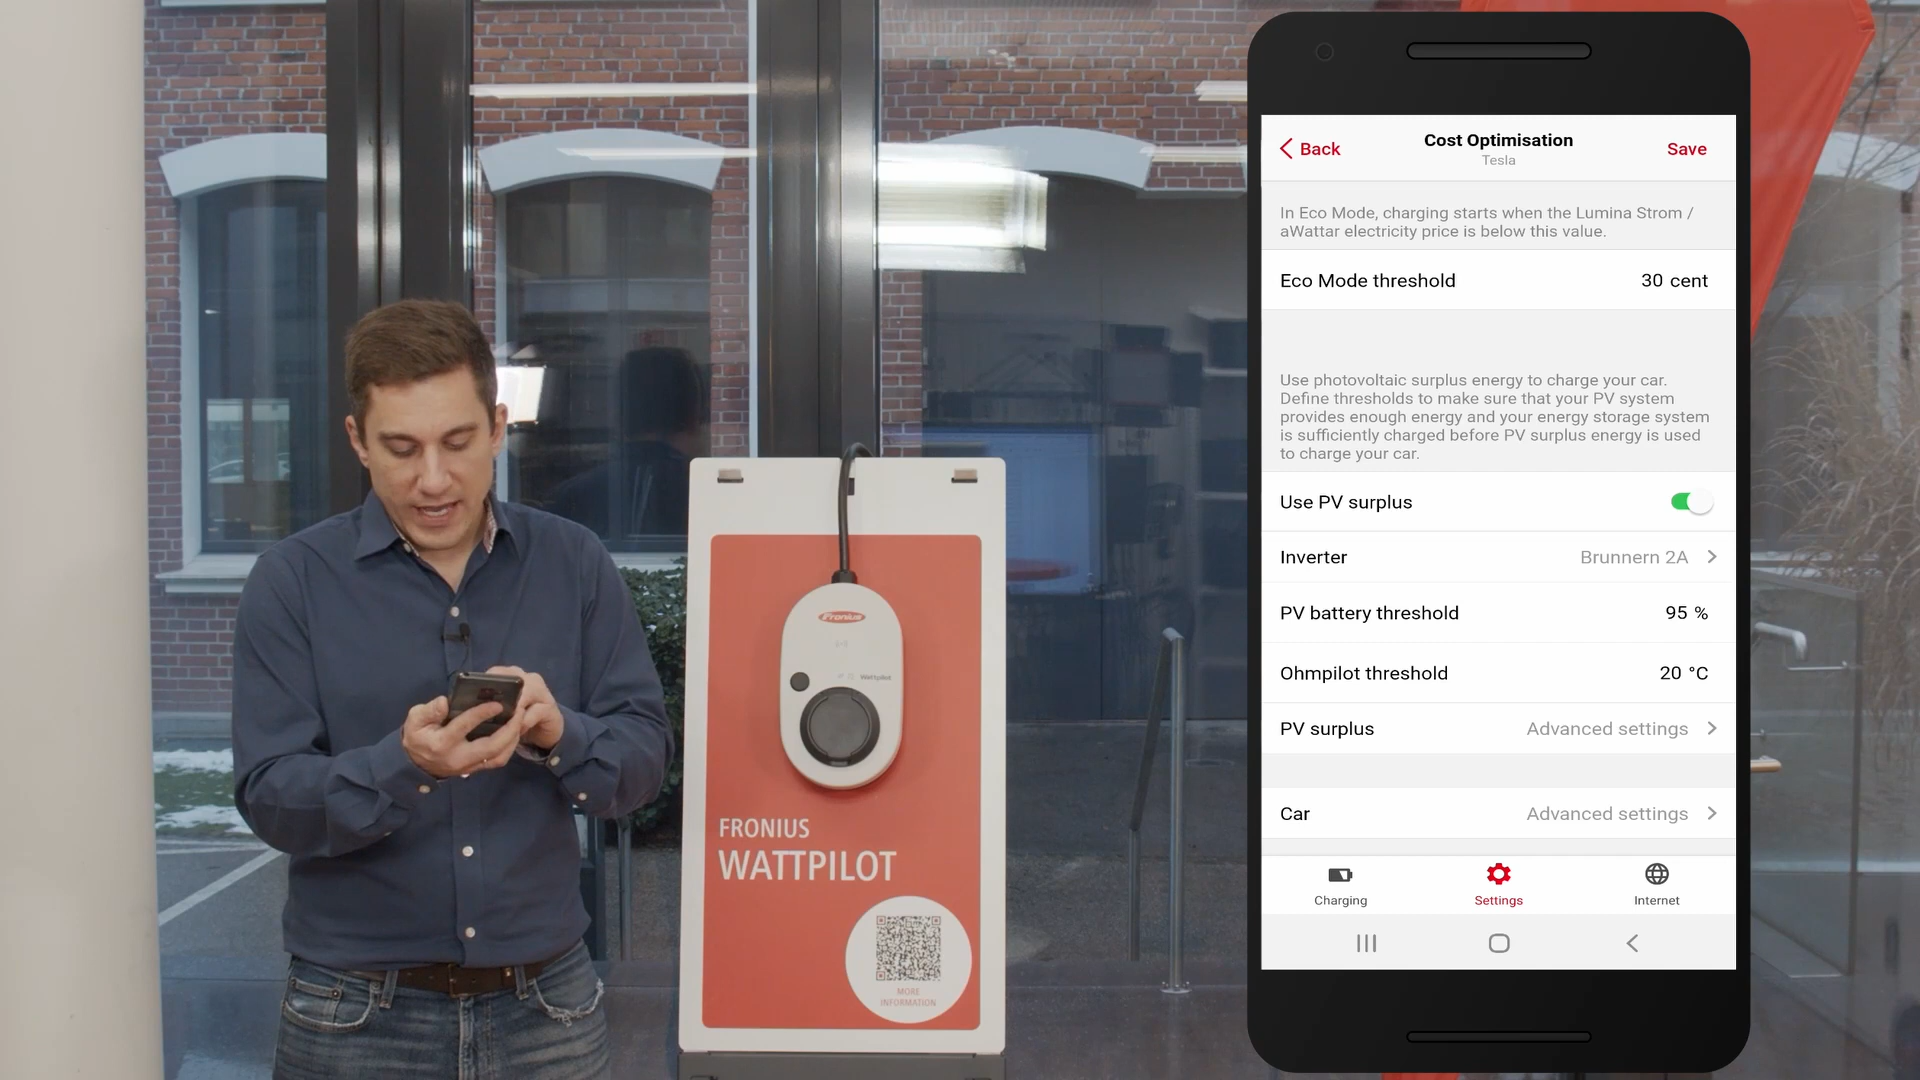 Back
Cost Optimisation
Tesla
Save
In Eco Mode, charging starts when the Lumina Strom /
aWattar electricity price is below this value.
Eco Mode threshold 30 cent
Use photovoltaic surplus energy to charge your car.
Define thresholds to make sure that your PV system
provides enough energy and your energy storage system
is sufficiently charged before PV surplus energy is used
to charge your car.
Use PV surplus
Inverter Brunnern 2A
PV battery threshold 95 %
Ohmpilot threshold 20 °C
PV surplus Advanced settings
Car Advanced settings
Charging
Settings
Internet
Fronius
Wattpilot
FRONIUS
WATTPILOT
MORE
INFORMATION